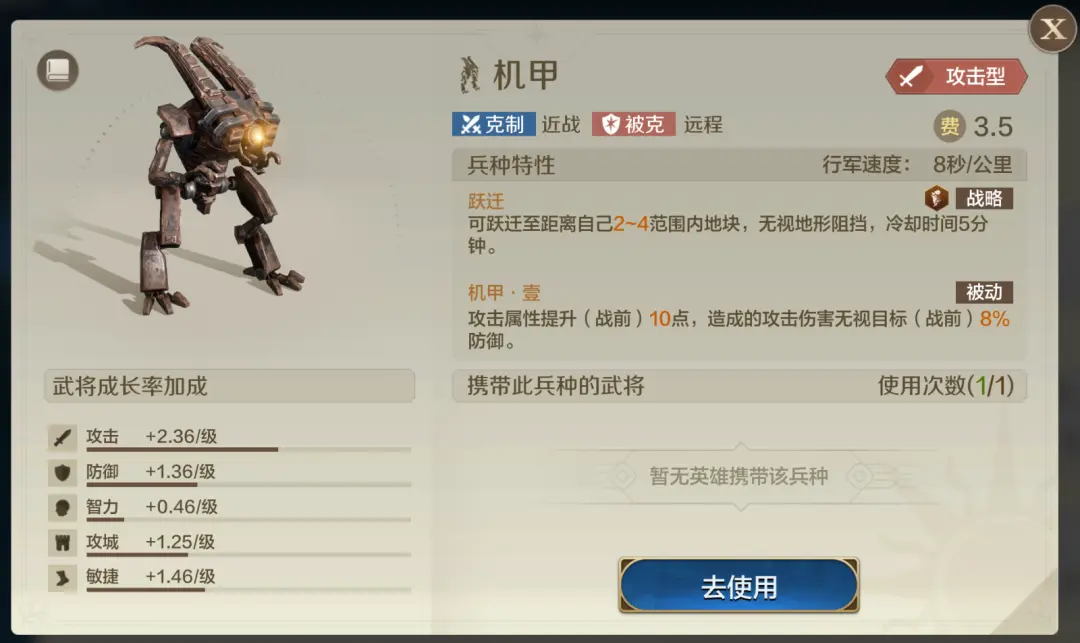 X
机甲
攻击型
克制 近战 被克 远程
费 3.5
兵种特性 行军速度： 8秒/公里
跃迁 战略
可跃迁至距离自己2~4范围内地块，无视地形阻挡，冷却时间5分
钟。
机甲·壹 被动
攻击属性提升（战前）10点，造成的攻击伤害无视目标（战前）8%
防御。
武将成长率加成
攻击 +2.36/级
防御 +1.36/级
智力 +0.46/级
攻城 +1.25/级
敏捷 +1.46/级
携带此兵种的武将 使用次数(1/1)
暂无英雄携带该兵种
去使用